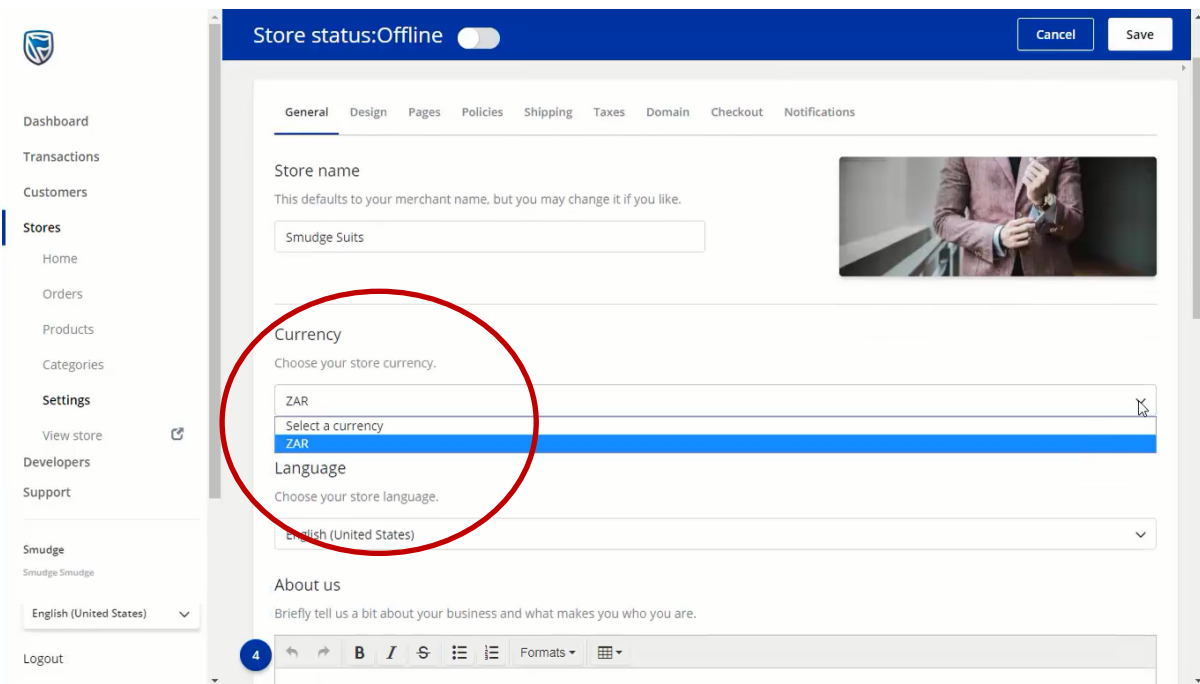 Store status:Offline
Cancel
Save
Dashboard
Transactions
Customers
Stores
Home
Orders
Products
Categories
Settings
View store
Developers
Support
Smudge
Smudge Smudge
English (United States)
Logout
General Design Pages Policies Shipping Taxes Domain Checkout Notifications
Store name
This defaults to your merchant name, but you may change it if you like.
Smudge Suits
Currency
Choose your store currency.
ZAR
Select a currency
ZAR
Language
Choose your store language.
English (United States)
About us
Briefly tell us a bit about your business and what makes you who you are.
4
B I S Formats